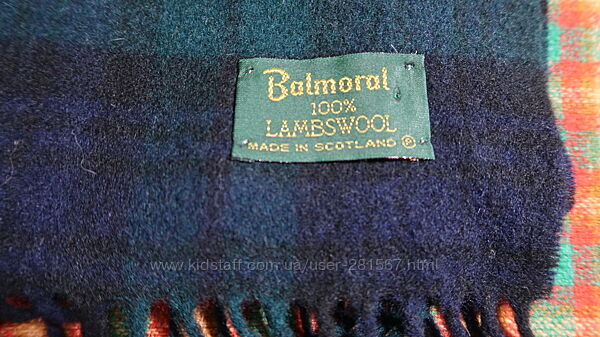 Balmoral
100%
LAMBSWOOL
MADE IN SCOTLAND ®
www.kidstaff.com.ua/user-281567.html